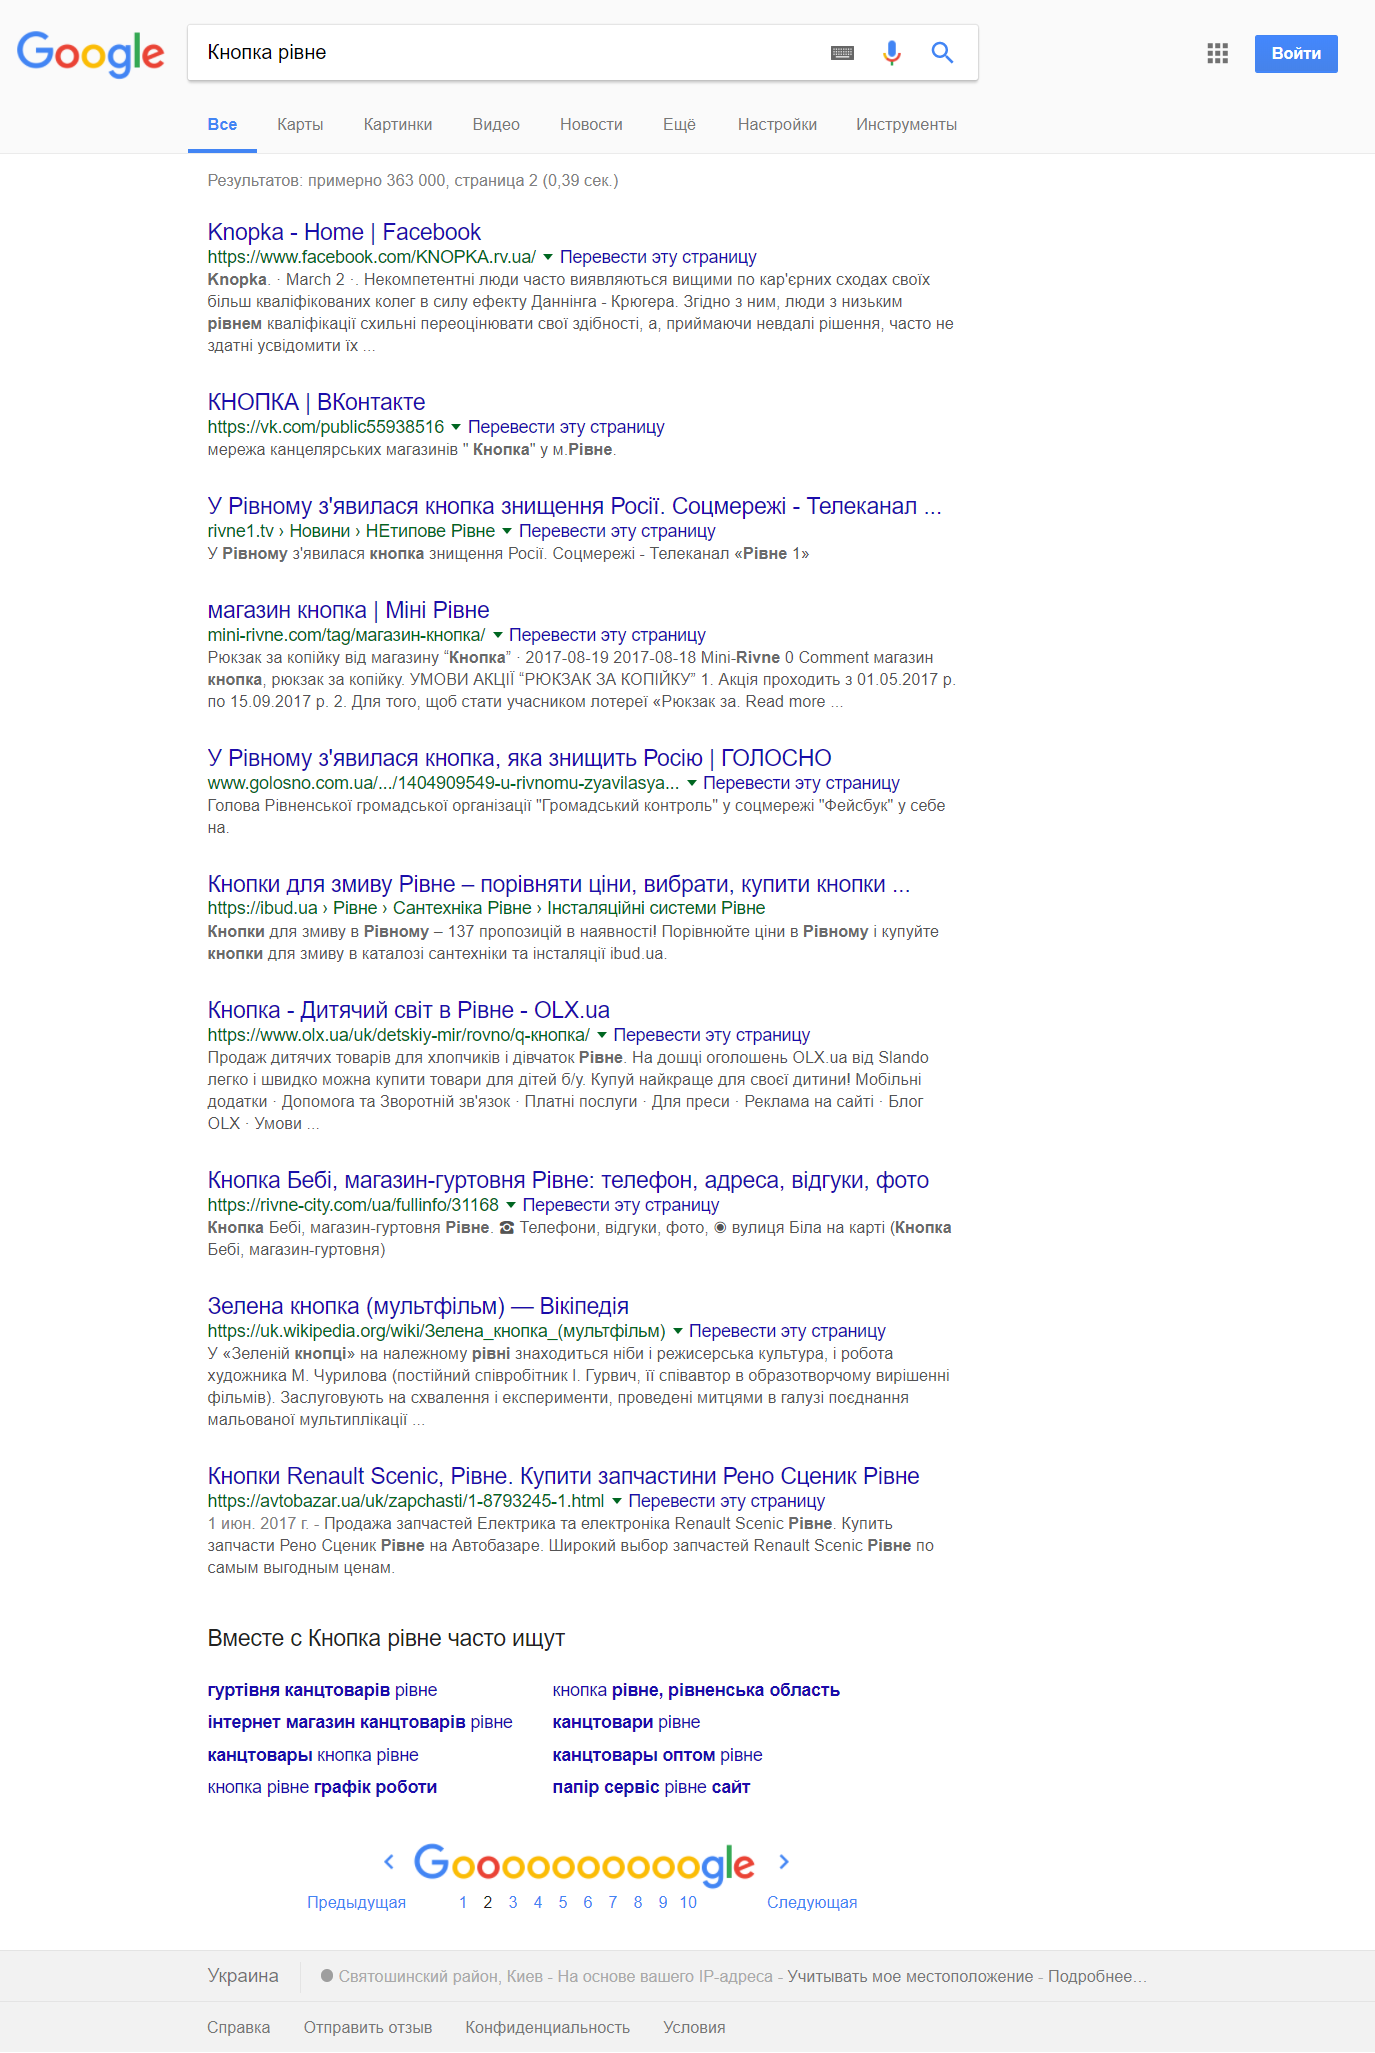 Google
Кнопка рівне
Войти
Все Карты Картинки Видео Новости Ещё Настройки Инструменты
Результатов: примерно 363 000, страница 2 (0,39 сек.)
Knopka - Home | Facebook
https://www.facebook.com/KNOPKA.rv.ua/ Перевести эту страницу
Knopka. · March 2 ·. Некомпетентні люди часто виявляються вищими по кар'єрних сходах своїх
більш кваліфікованих колег в силу ефекту Даннінга - Крюгера. Згідно з ним, люди з низьким
рівнем кваліфікації схильні переоцінювати свої здібності, а, приймаючи невдалі рішення, часто не
здатні усвідомити їх ...
КНОПКА | ВКонтакте
https://vk.com/public55938516 Перевести эту страницу
мережа канцелярських магазинів " Кнопка" у м.Рівне.
У Рівному з'явилася кнопка знищення Росії. Соцмережі - Телеканал ...
rivne1.tv › Новини › НЕтипове Рівне Перевести эту страницу
У Рівному з'явилася кнопка знищення Росії. Соцмережі - Телеканал «Рівне 1»
магазин кнопка | Міні Рівне
mini-rivne.com/tag/магазин-кнопка/ Перевести эту страницу
Рюкзак за копійку від магазину “Кнопка” · 2017-08-19 2017-08-18 Mini-Rivne 0 Comment магазин
кнопка, рюкзак за копійку. УМОВИ АКЦІЇ “РЮКЗАК ЗА КОПІЙКУ” 1. Акція проходить з 01.05.2017 р.
по 15.09.2017 р. 2. Для того, щоб стати учасником лотереї «Рюкзак за. Read more ...
У Рівному з'явилася кнопка, яка знищить Росію | ГОЛОСНО
www.golosno.com.ua/.../1404909549-u-rivnomu-zyavilasya... Перевести эту страницу
Голова Рівненської громадської організації "Громадський контроль" у соцмережі "Фейсбук" у себе
на.
Кнопки для змиву Рівне – порівняти ціни, вибрати, купити кнопки ...
https://ibud.ua › Рівне › Сантехніка Рівне › Інсталяційні системи Рівне
Кнопки для змиву в Рівному – 137 пропозицій в наявності! Порівнюйте ціни в Рівному і купуйте
кнопки для змиву в каталозі сантехніки та інсталяції ibud.ua.
Кнопка - Дитячий світ в Рівне - OLX.ua
https://www.olx.ua/uk/detskiy-mir/rovno/q-кнопка/ Перевести эту страницу
Продаж дитячих товарів для хлопчиків і дівчаток Рівне. На дошці оголошень OLX.ua від Slando
легко і швидко можна купити товари для дітей б/у. Купуй найкраще для своєї дитини! Мобільні
додатки · Допомога та Зворотній зв'язок · Платні послуги · Для преси · Реклама на сайті · Блог
OLX · Умови ...
Кнопка Бебі, магазин-гуртовня Рівне: телефон, адреса, відгуки, фото
https://rivne-city.com/ua/fullinfo/31168 Перевести эту страницу
Кнопка Бебі, магазин-гуртовня Рівне. ☎ Телефони, відгуки, фото, ◉ вулиця Біла на карті (Кнопка
Бебі, магазин-гуртовня)
Зелена кнопка (мультфільм) — Вікіпедія
https://uk.wikipedia.org/wiki/Зелена_кнопка_(мультфільм) Перевести эту страницу
У «Зеленій кнопці» на належному рівні знаходиться ніби і режисерська культура, і робота
художника М. Чурилова (постійний співробітник І. Гурвич, її співавтор в образотворчому вирішенні
фільмів). Заслуговують на схвалення і експерименти, проведені митцями в галузі поєднання
мальованої мультиплікації ...
Кнопки Renault Scenic, Рівне. Купити запчастини Рено Сценик Рівне
https://avtobazar.ua/uk/zapchasti/1-8793245-1.html Перевести эту страницу
1 июн. 2017 г. - Продажа запчастей Електрика та електроніка Renault Scenic Рівне. Купить
запчасти Рено Сценик Рівне на Автобазаре. Широкий выбор запчастей Renault Scenic Рівне по
самым выгодным ценам.
Вместе с Кнопка рівне часто ищут
гуртівня канцтоварів рівне кнопка рівне, рівненська область
інтернет магазин канцтоварів рівне канцтовари рівне
канцтовары кнопка рівне канцтовары оптом рівне
кнопка рівне графік роботи папір сервіс рівне сайт
Goooooooooogle
Предыдущая 1 2 3 4 5 6 7 8 9 10 Следующая
Украина Святошинский район, Киев - На основе вашего IP-адреса - Учитывать мое местоположение - Подробнее…
Справка Отправить отзыв Конфиденциальность Условия